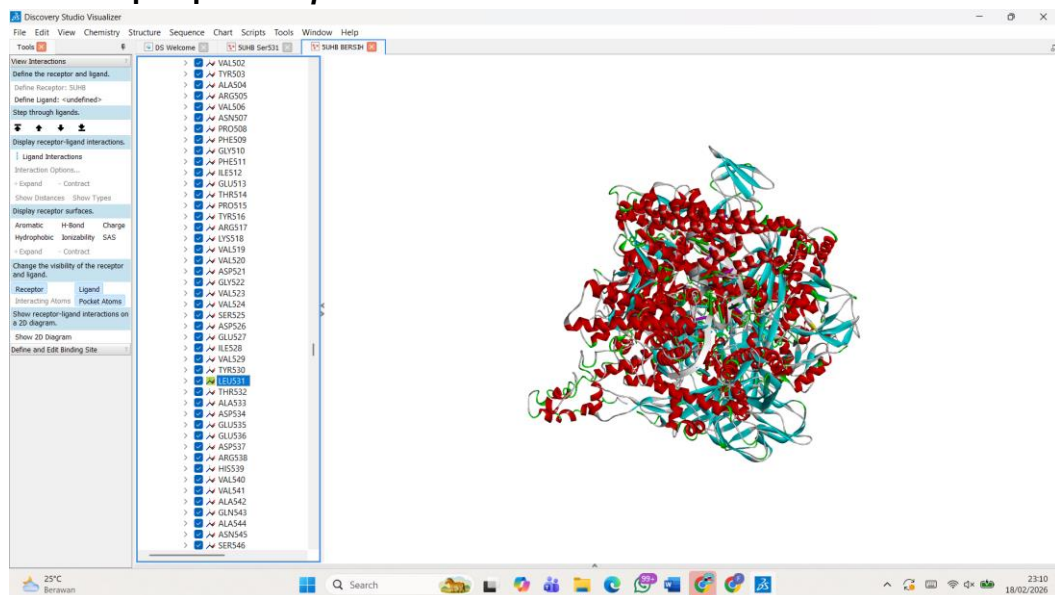 Discovery Studio Visualizer
File Edit View Chemistry Structure Sequence Chart Scripts Tools Window Help
Tools
DS Welcome
5UHB Ser531
5UHB BERSIH
View Interactions
Define the receptor and ligand.
Define Receptor: 5UHB
Define Ligand: <undefined>
Step through ligands.
Display receptor-ligand interactions.
Ligand Interactions
Interaction Options...
+ Expand - Contract
Show Distances Show Types
Display receptor surfaces.
Aromatic H-Bond Charge
Hydrophobic Ionizability SAS
+ Expand - Contract
Change the visibility of the receptor
and ligand.
Receptor Ligand
Interacting Atoms Pocket Atoms
Show receptor-ligand interactions on
a 2D diagram.
Show 2D Diagram
Define and Edit Binding Site
VAL502
TYR503
ALA504
ARG505
VAL506
ASN507
PRO508
PHE509
GLY510
PHE511
ILE512
GLU513
THR514
PRO515
TYR516
ARG517
LYS518
VAL519
VAL520
ASP521
GLY522
VAL523
VAL524
SER525
ASP526
GLU527
ILE528
VAL529
TYR530
LEU531
THR532
ALA533
ASP534
GLU535
GLU536
ASP537
ARG538
HIS539
VAL540
VAL541
ALA542
GLN543
ALA544
ASN545
SER546
25°C
Berawan
Search
99+
23:10
18/02/2026